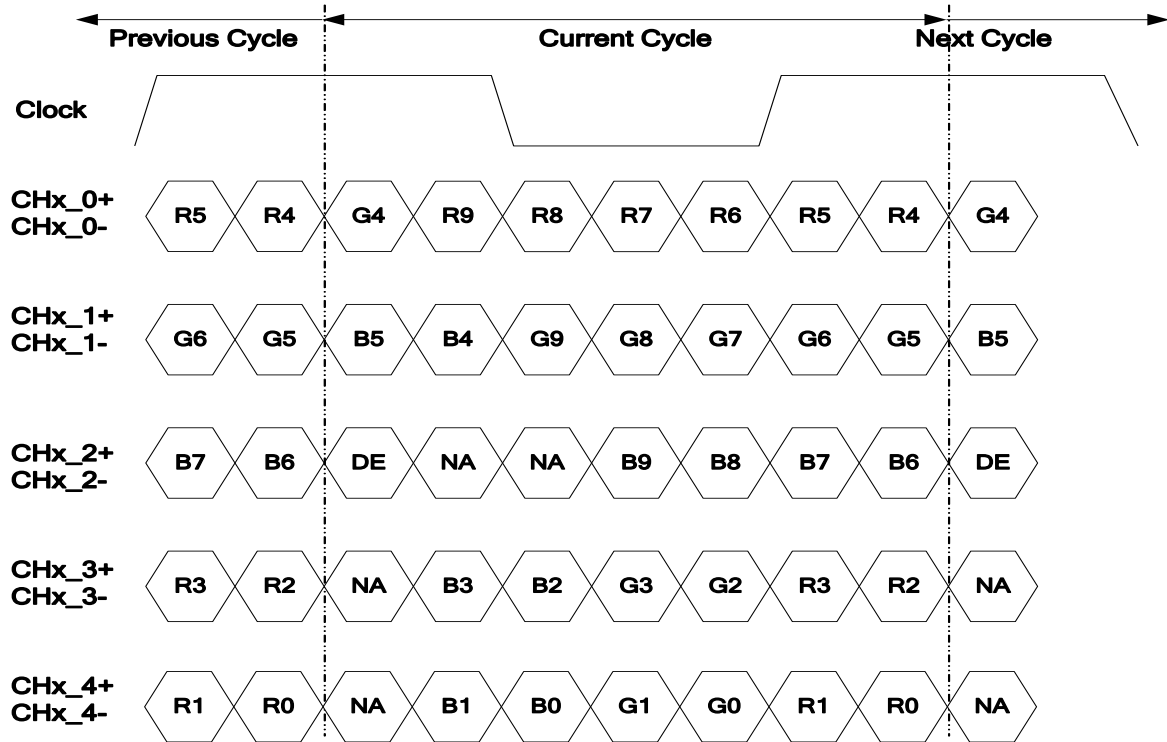 Previous Cycle Current Cycle Next Cycle
Clock
CHx_0+
CHx_0-
R5 R4 G4 R9 R8 R7 R6 R5 R4 G4
CHx_1+
CHx_1-
G6 G5 B5 B4 G9 G8 G7 G6 G5 B5
CHx_2+
CHx_2-
B7 B6 DE NA NA B9 B8 B7 B6 DE
CHx_3+
CHx_3-
R3 R2 NA B3 B2 G3 G2 R3 R2 NA
CHx_4+
CHx_4-
R1 R0 NA B1 B0 G1 G0 R1 R0 NA